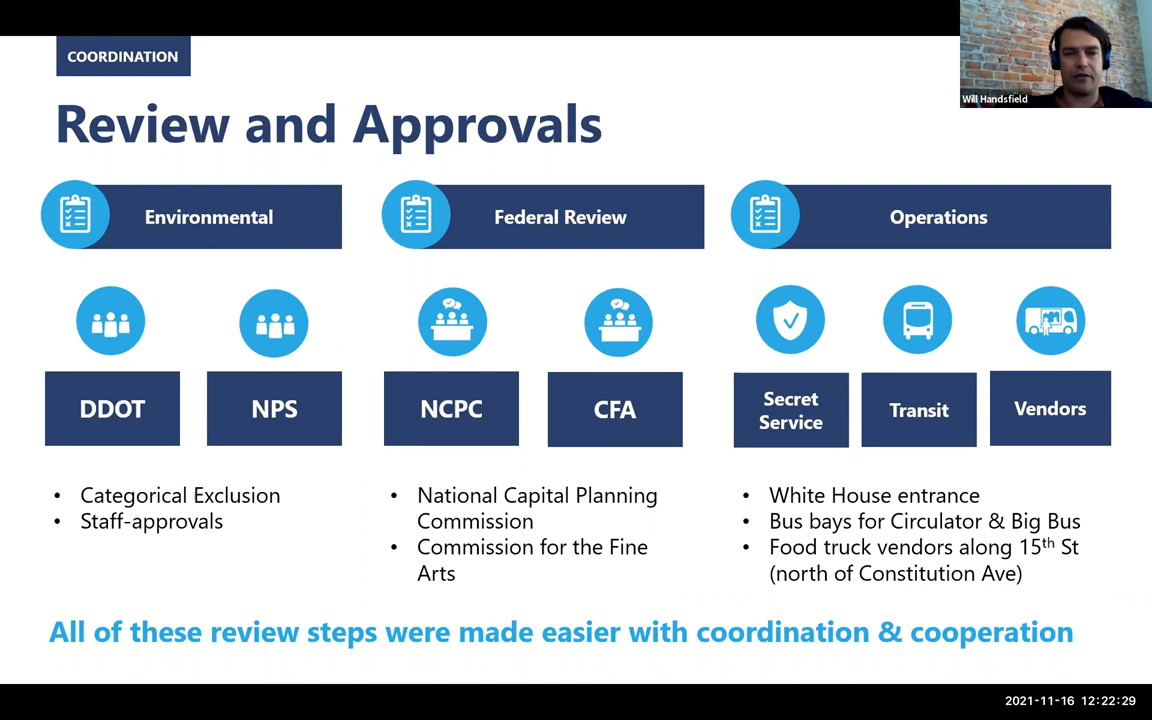 COORDINATION
Will Handsfield
Review and Approvals
Environmental
Federal Review
Operations
DDOT
NPS
NCPC
CFA
Secret
Service
Transit
Vendors
• Categorical Exclusion
• Staff-approvals
• National Capital Planning
Commission
• Commission for the Fine
Arts
• White House entrance
• Bus bays for Circulator & Big Bus
• Food truck vendors along 15th St
(north of Constitution Ave)
All of these review steps were made easier with coordination & cooperation
2021-11-16 12:22:29